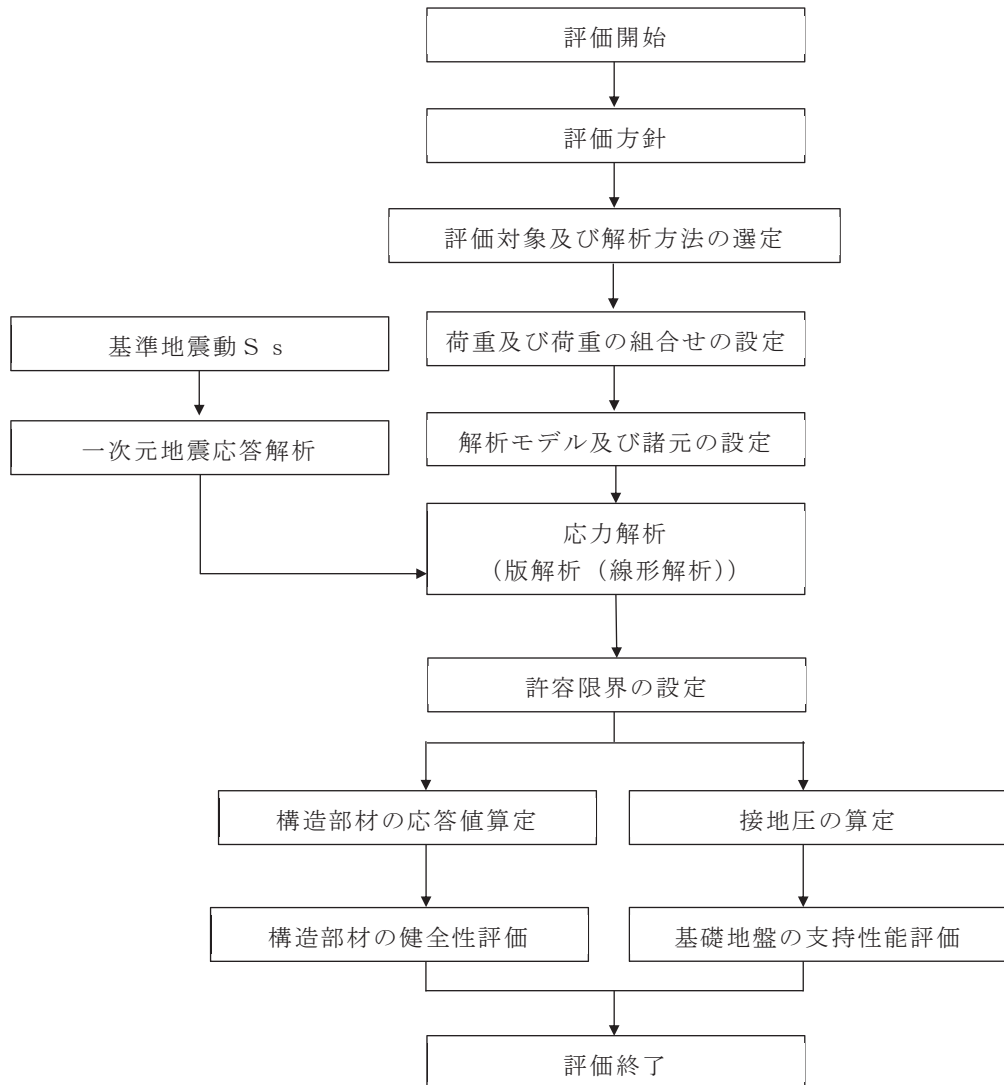 評価開始
評価方針
評価対象及び解析方法の選定
荷重及び荷重の組合せの設定
基準地震動Ｓｓ
一次元地震応答解析
解析モデル及び諸元の設定
応力解析
（版解析（線形解析））
許容限界の設定
構造部材の応答値算定
接地圧の算定
構造部材の健全性評価
基礎地盤の支持性能評価
評価終了